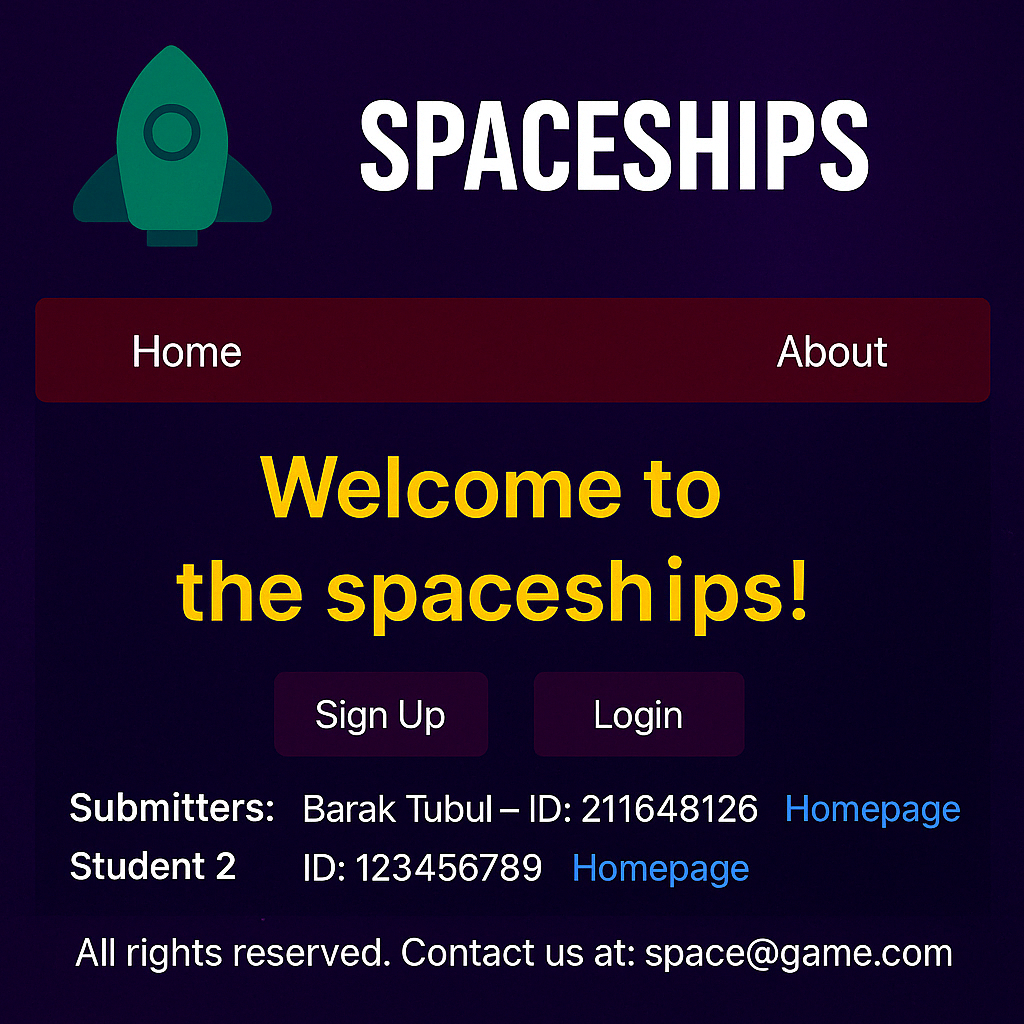 SPACESHIPS
Home About
Welcome to
the spaceships!
Sign Up Login
Submitters: Barak Tubul – ID: 211648126 Homepage
Student 2 ID: 123456789 Homepage
All rights reserved. Contact us at: space@game.com